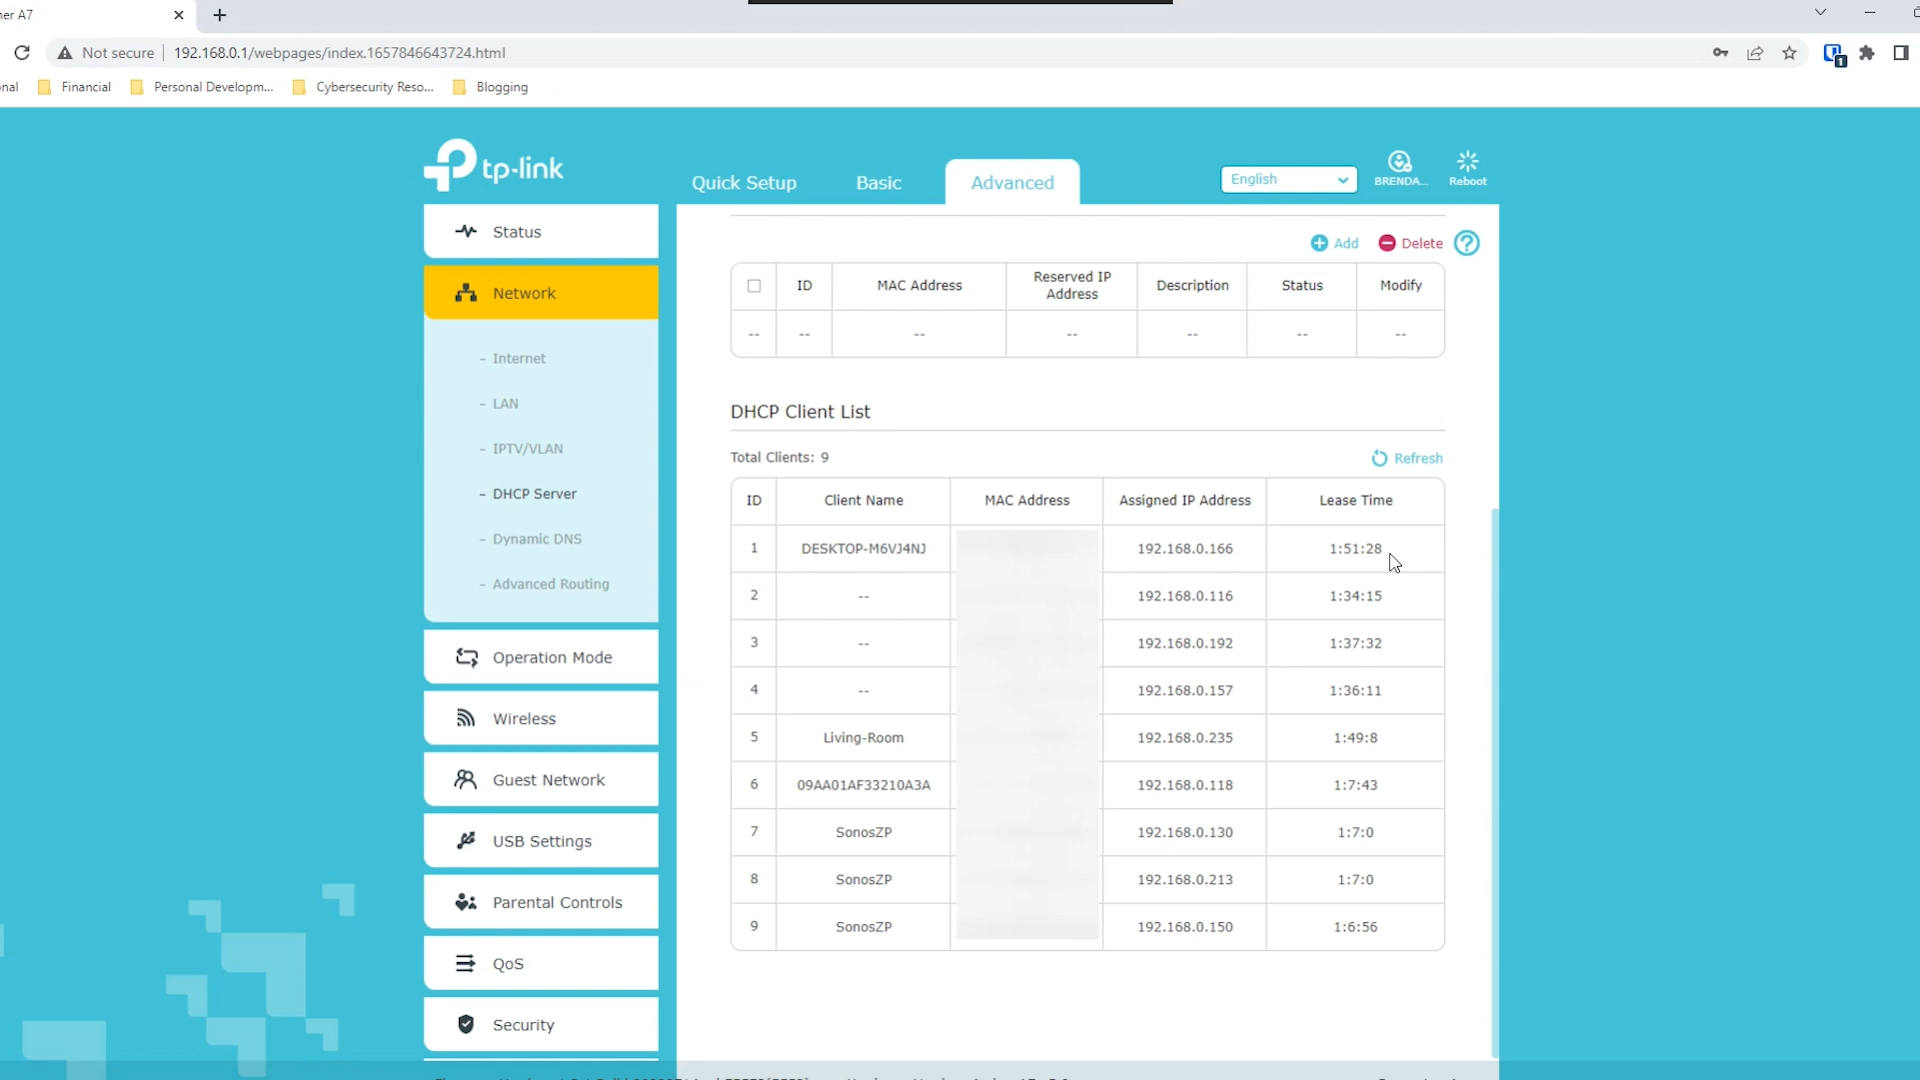 ner A7
Not secure 192.168.0.1/webpages/index.1657846643724.html
1
onal Financial Personal Developm... Cybersecurity Reso... Blogging
tp-link
Quick Setup Basic Advanced
English
BRENDA...
Reboot
Status
Network
- Internet
- LAN
- IPTV/VLAN
- DHCP Server
- Dynamic DNS
- Advanced Routing
Operation Mode
Wireless
Guest Network
USB Settings
Parental Controls
QoS
Security
Add Delete ?
ID MAC Address Reserved IP Address Description Status Modify
-- -- -- -- -- -- --
DHCP Client List
Total Clients: 9 Refresh
ID Client Name MAC Address Assigned IP Address Lease Time
1 DESKTOP-M6VJ4NJ 192.168.0.166 1:51:28
2 -- 192.168.0.116 1:34:15
3 -- 192.168.0.192 1:37:32
4 -- 192.168.0.157 1:36:11
5 Living-Room 192.168.0.235 1:49:8
6 09AA01AF33210A3A 192.168.0.118 1:7:43
7 SonosZP 192.168.0.130 1:7:0
8 SonosZP 192.168.0.213 1:7:0
9 SonosZP 192.168.0.150 1:6:56